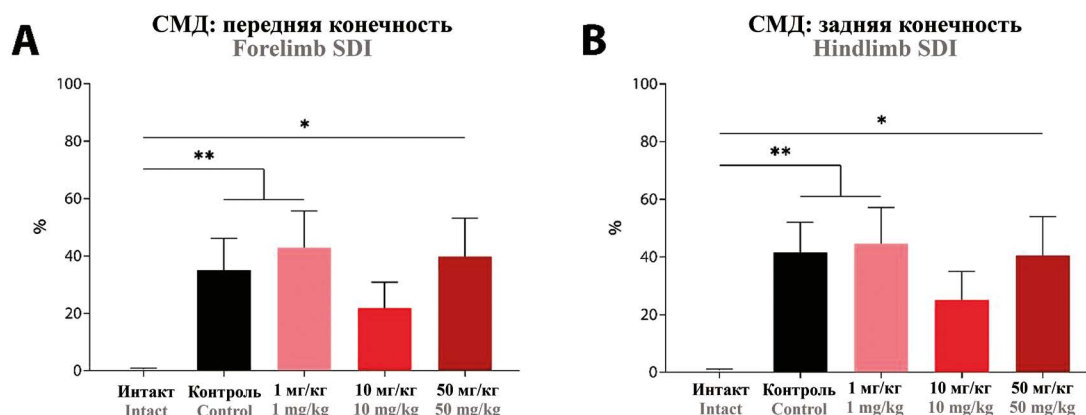 A
СМД: передняя конечность
Forelimb SDI
100
80
60
40
20
0
%
*
**
Интакт Контроль 1 мг/кг 10 мг/кг 50 мг/кг
Intact Control 1 mg/kg 10 mg/kg 50 mg/kg
B
СМД: задняя конечность
Hindlimb SDI
100
80
60
40
20
0
%
*
**
Интакт Контроль 1 мг/кг 10 мг/кг 50 мг/кг
Intact Control 1 mg/kg 10 mg/kg 50 mg/kg